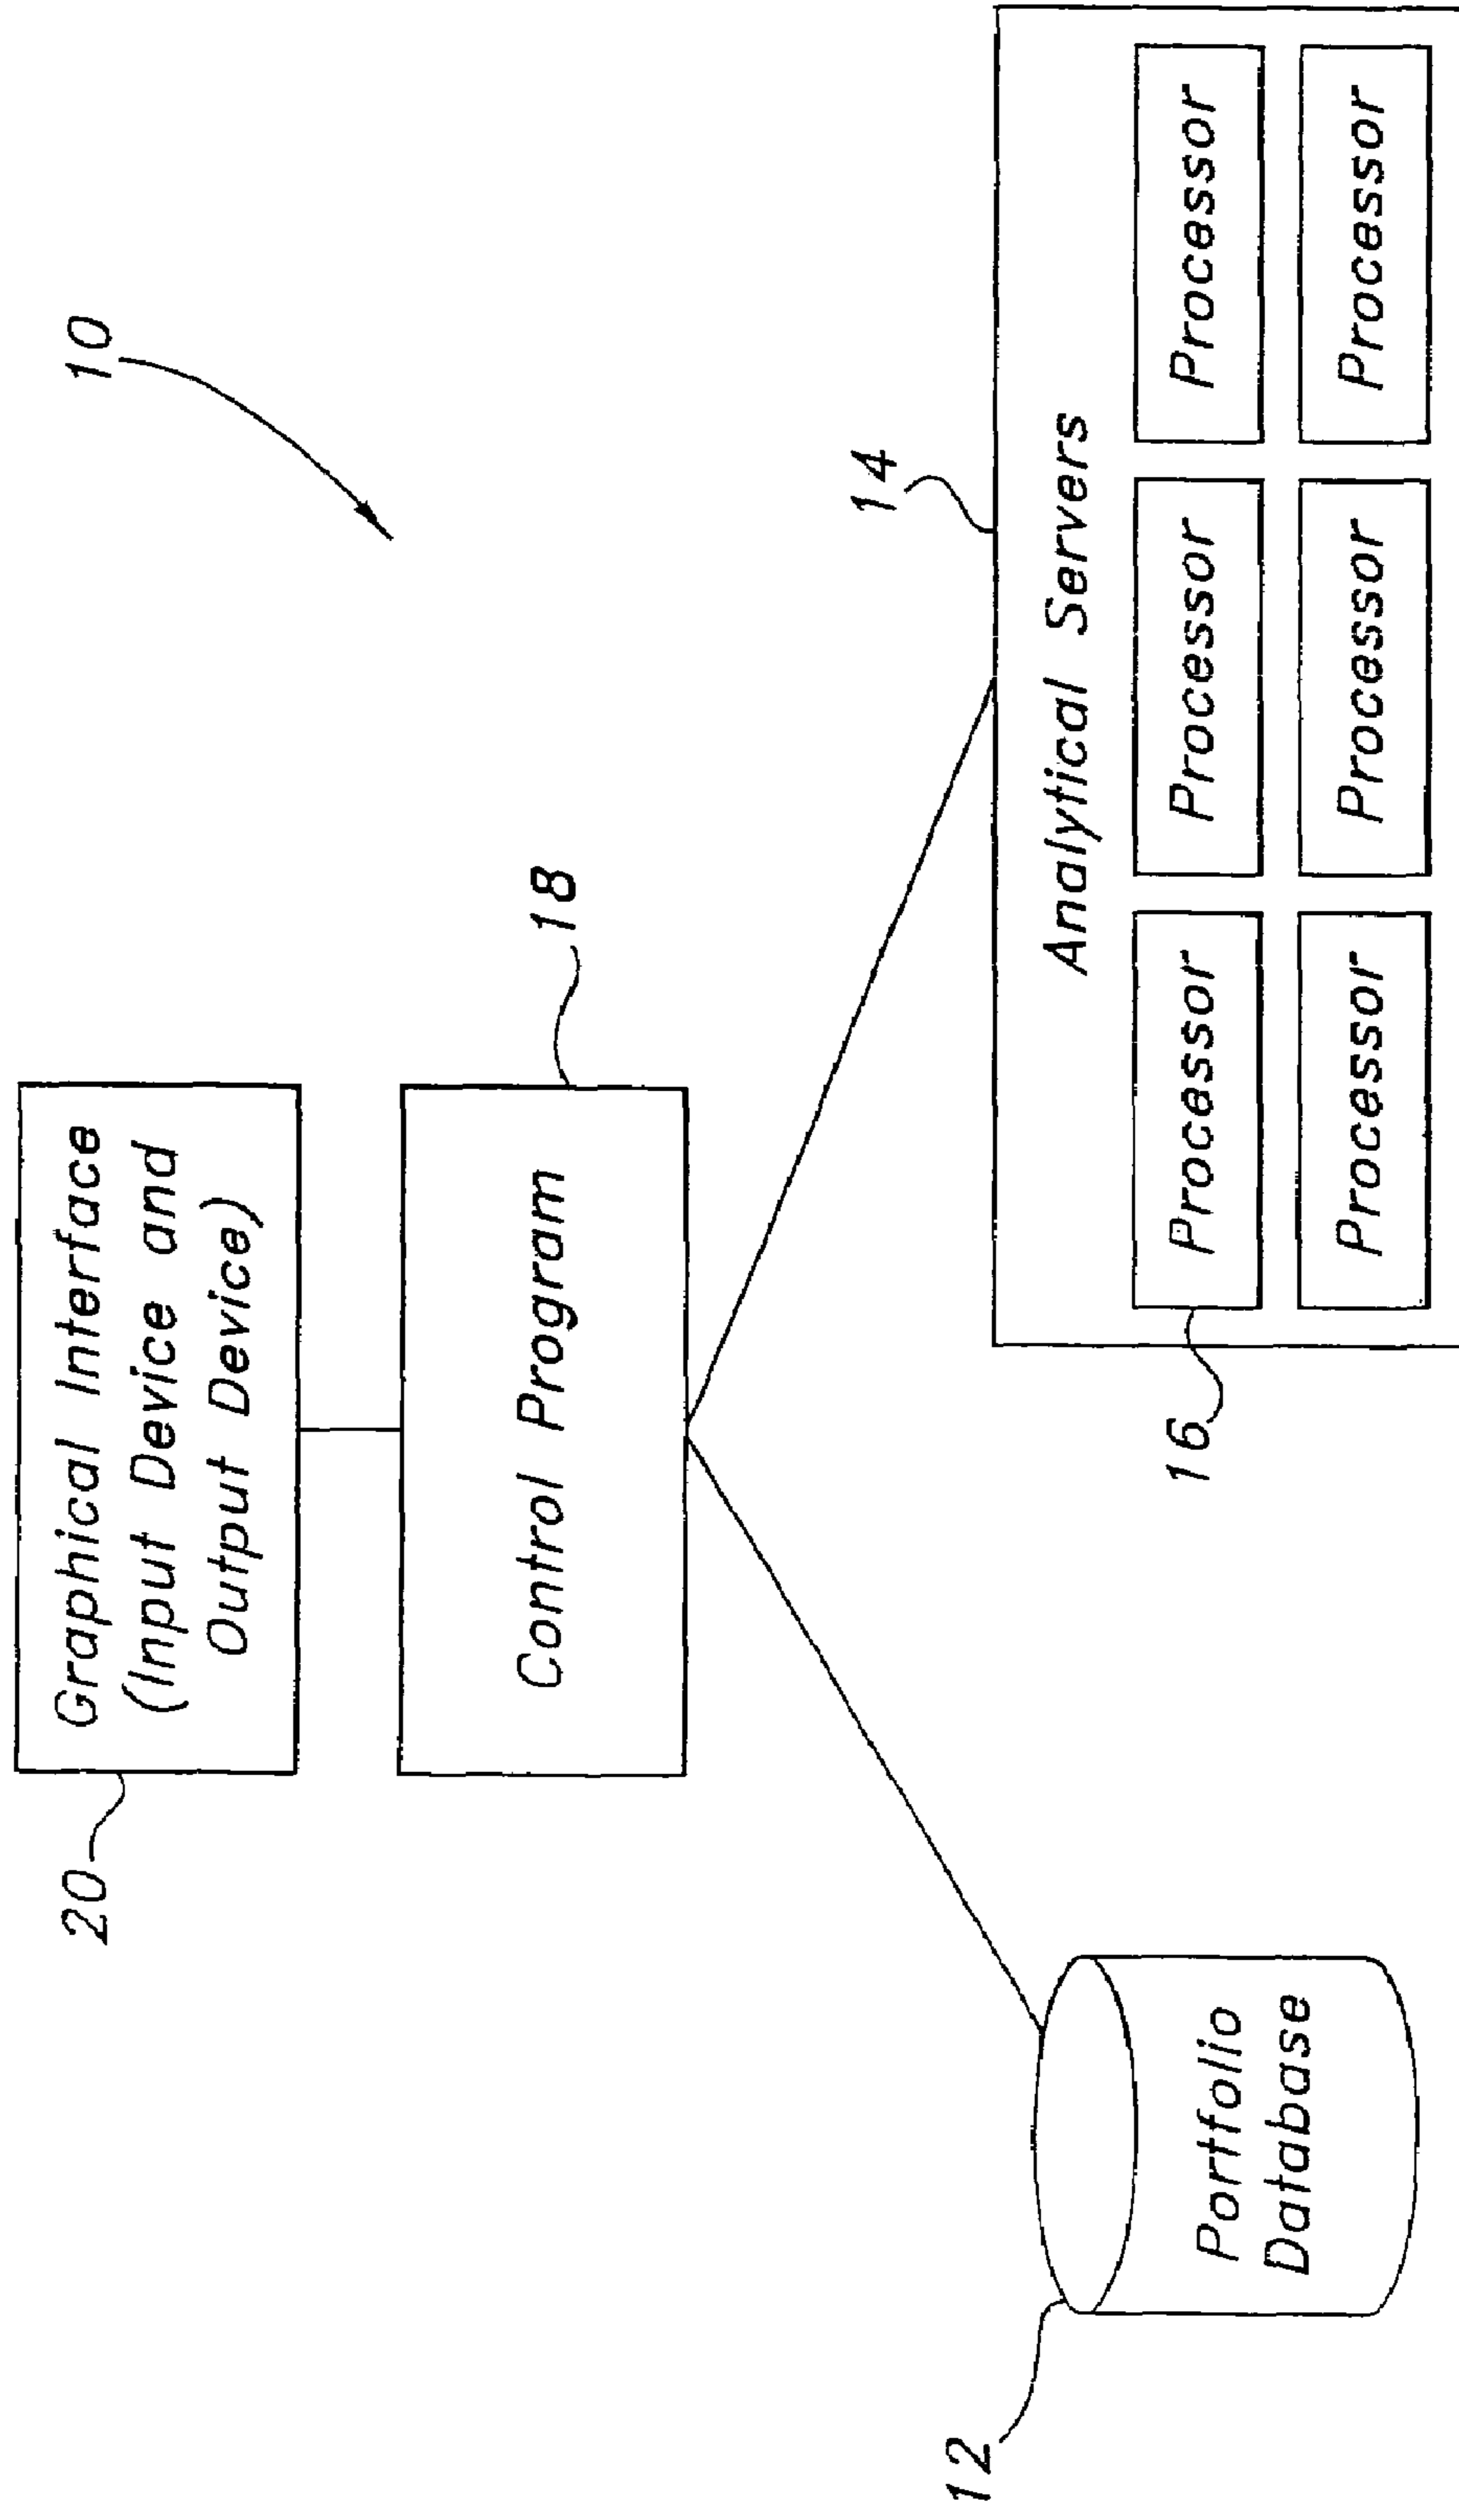 10
20
Graphical Interface
(Input Device and
Output Device)
18
Control Program
14
Analytical Servers
16
Processor
Processor
Processor
Processor
Processor
Processor
12
Portfolio
Database